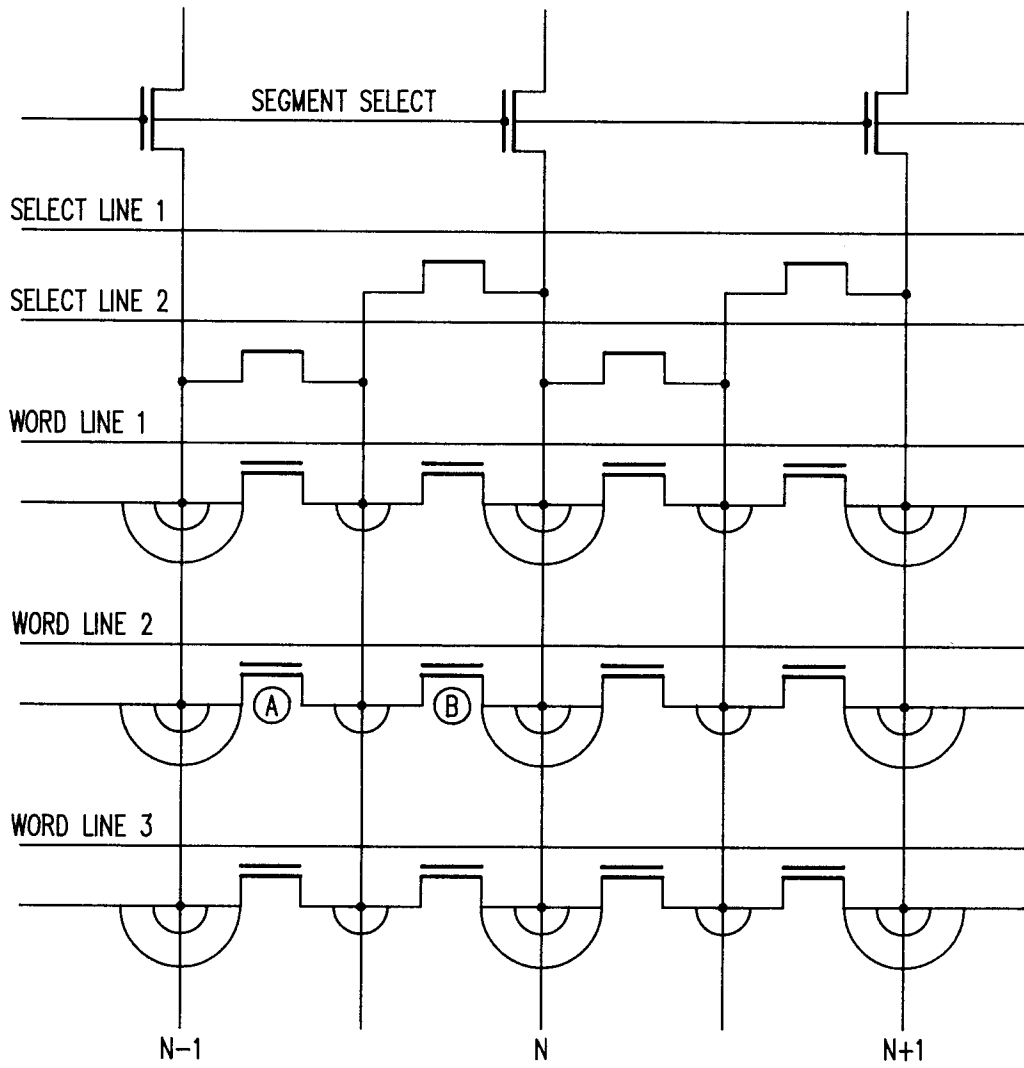 SEGMENT SELECT
SELECT LINE 1
SELECT LINE 2
WORD LINE 1
WORD LINE 2
A B
WORD LINE 3
N-1 N N+1